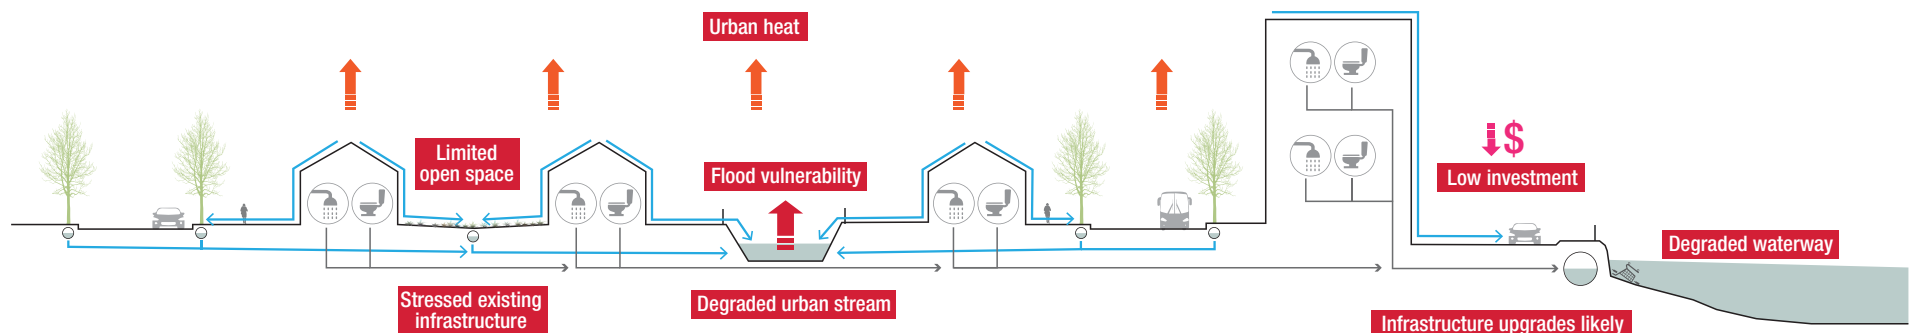 Urban heat
Limited
open space
Flood vulnerability
$
Low investment
Degraded waterway
Stressed existing
infrastructure
Degraded urban stream
Infrastructure upgrades likely